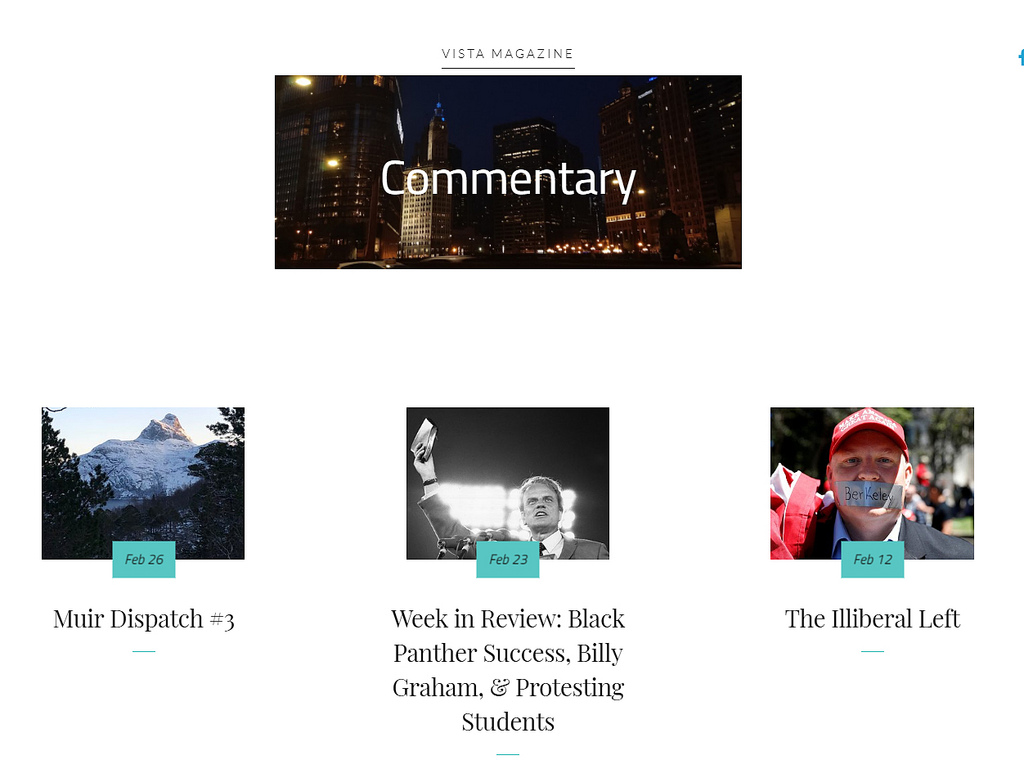 VISTA MAGAZINE
Commentary
Berkeley
Feb 26
Feb 23
Feb 12
Muir Dispatch #3
Week in Review: Black
Panther Success, Billy
Graham, & Protesting
Students
The Illiberal Left